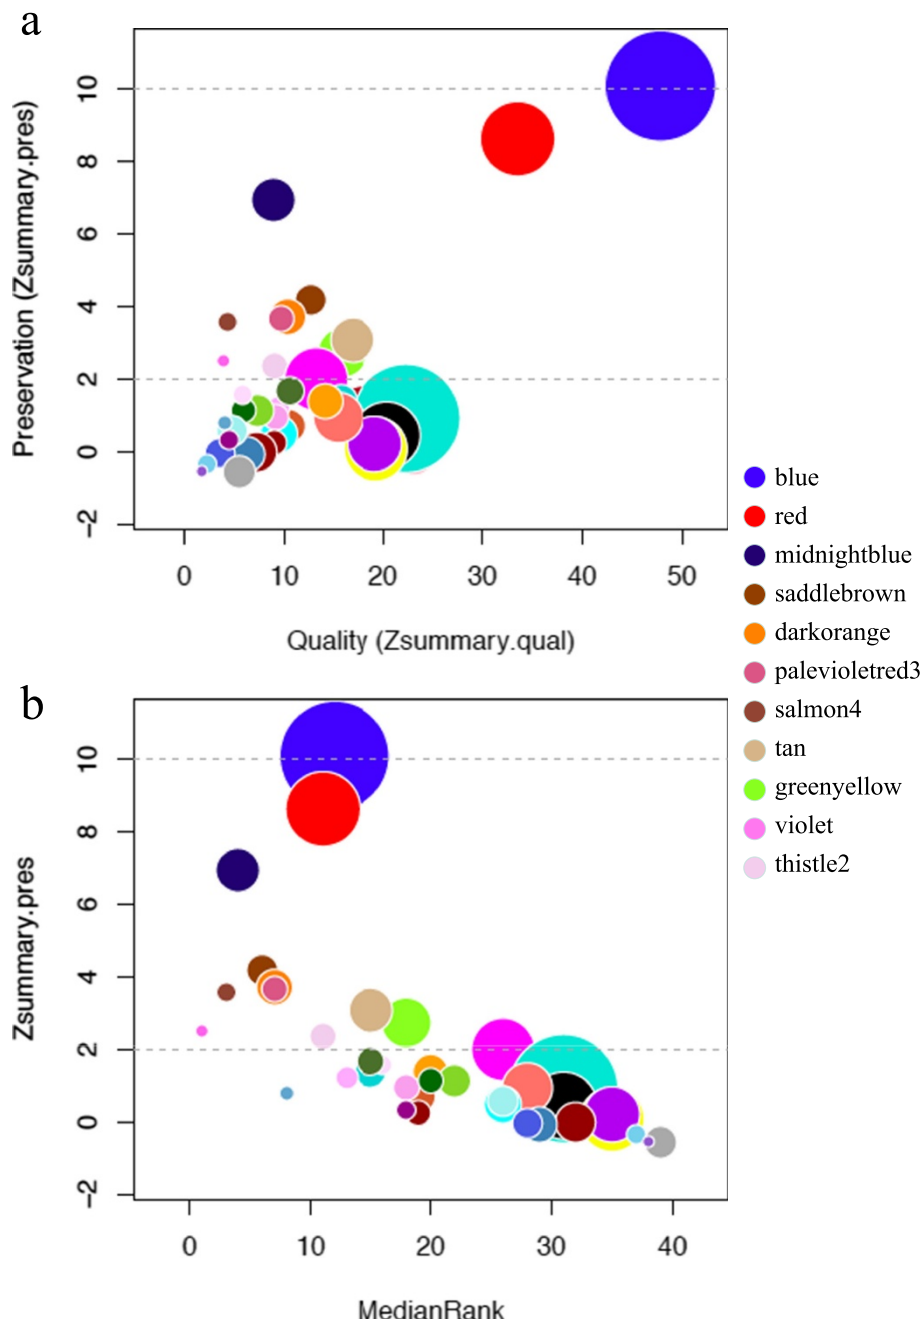 a
Preservation (Zsummary.pres)
10
8
6
4
2
0
−2
0 10 20 30 40 50
Quality (Zsummary.qual)
blue
red
midnightblue
saddlebrown
darkorange
palevioletred3
salmon4
tan
greenyellow
violet
thistle2
b
Zsummary.pres
10
8
6
4
2
0
−2
0 10 20 30 40
MedianRank